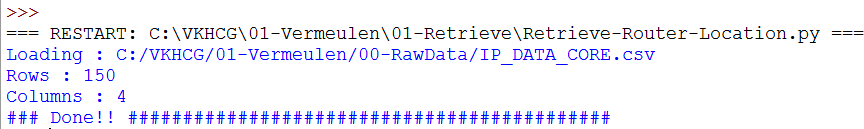 >>>
=== RESTART: C:\VKHCG\01-Vermeulen\01-Retrieve\Retrieve-Router-Location.py ===
Loading : C:/VKHCG/01-Vermeulen/00-RawData/IP_DATA_CORE.csv
Rows : 150
Columns : 4
### Done!! ############################################